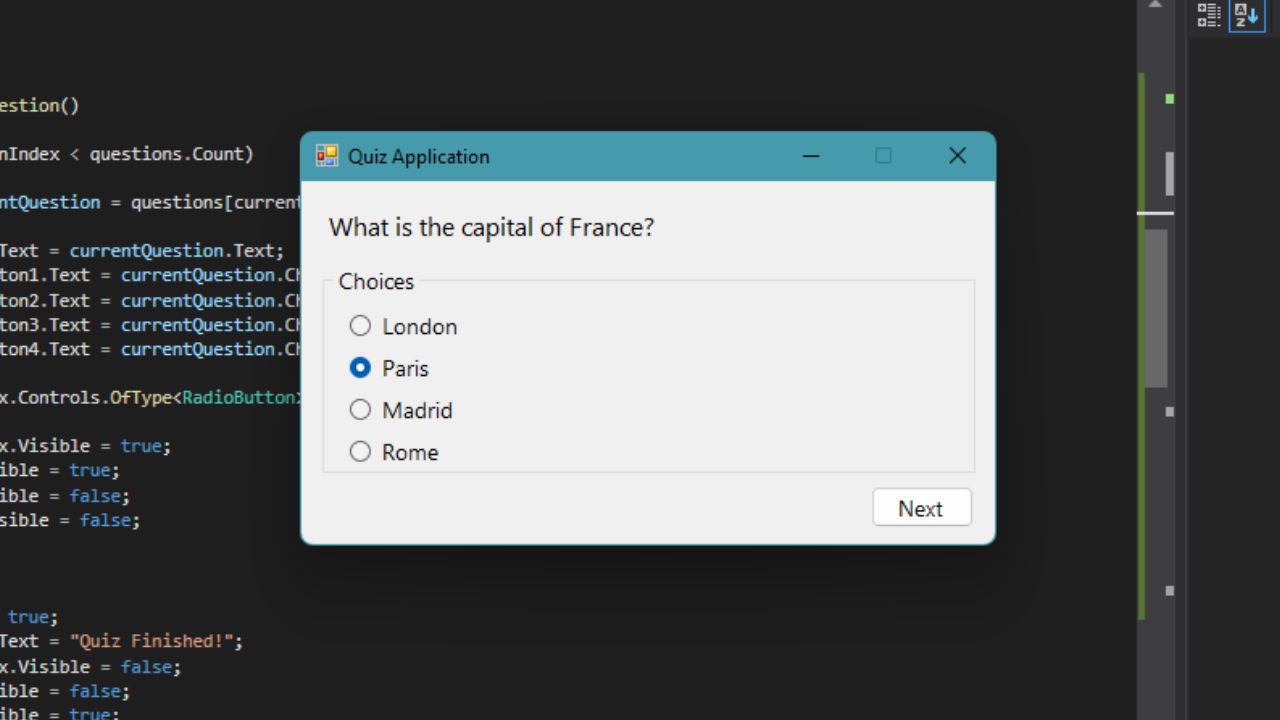 estion()
nIndex < questions.Count)
ntQuestion = questions[current
Text = currentQuestion.Text;
ton1.Text = currentQuestion.Ch
ton2.Text = currentQuestion.Ch
ton3.Text = currentQuestion.Ch
ton4.Text = currentQuestion.Ch
x.Controls.OfType<RadioButton>
x.Visible = true;
ible = true;
ible = false;
sible = false;
true;
Text = "Quiz Finished!";
x.Visible = false;
ible = false;
ible = true;
Quiz Application
What is the capital of France?
Choices
London
Paris
Madrid
Rome
Next
A
Z